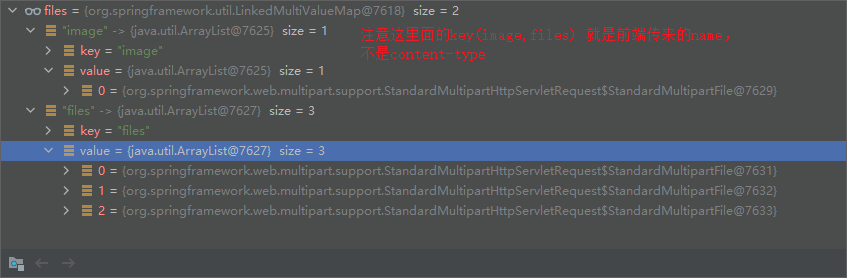 files = {org.springframework.util.LinkedMultiValueMap@7618} size = 2
"image" -> {java.util.ArrayList@7625} size = 1
注意这里面的key(image,files) 就是前端传来的name,
不是content-type
key = "image"
value = {java.util.ArrayList@7625} size = 1
0 = {org.springframework.web.multipart.support.StandardMultipartHttpServletRequest$StandardMultipartFile@7629}
"files" -> {java.util.ArrayList@7627} size = 3
key = "files"
value = {java.util.ArrayList@7627} size = 3
0 = {org.springframework.web.multipart.support.StandardMultipartHttpServletRequest$StandardMultipartFile@7631}
1 = {org.springframework.web.multipart.support.StandardMultipartHttpServletRequest$StandardMultipartFile@7632}
2 = {org.springframework.web.multipart.support.StandardMultipartHttpServletRequest$StandardMultipartFile@7633}